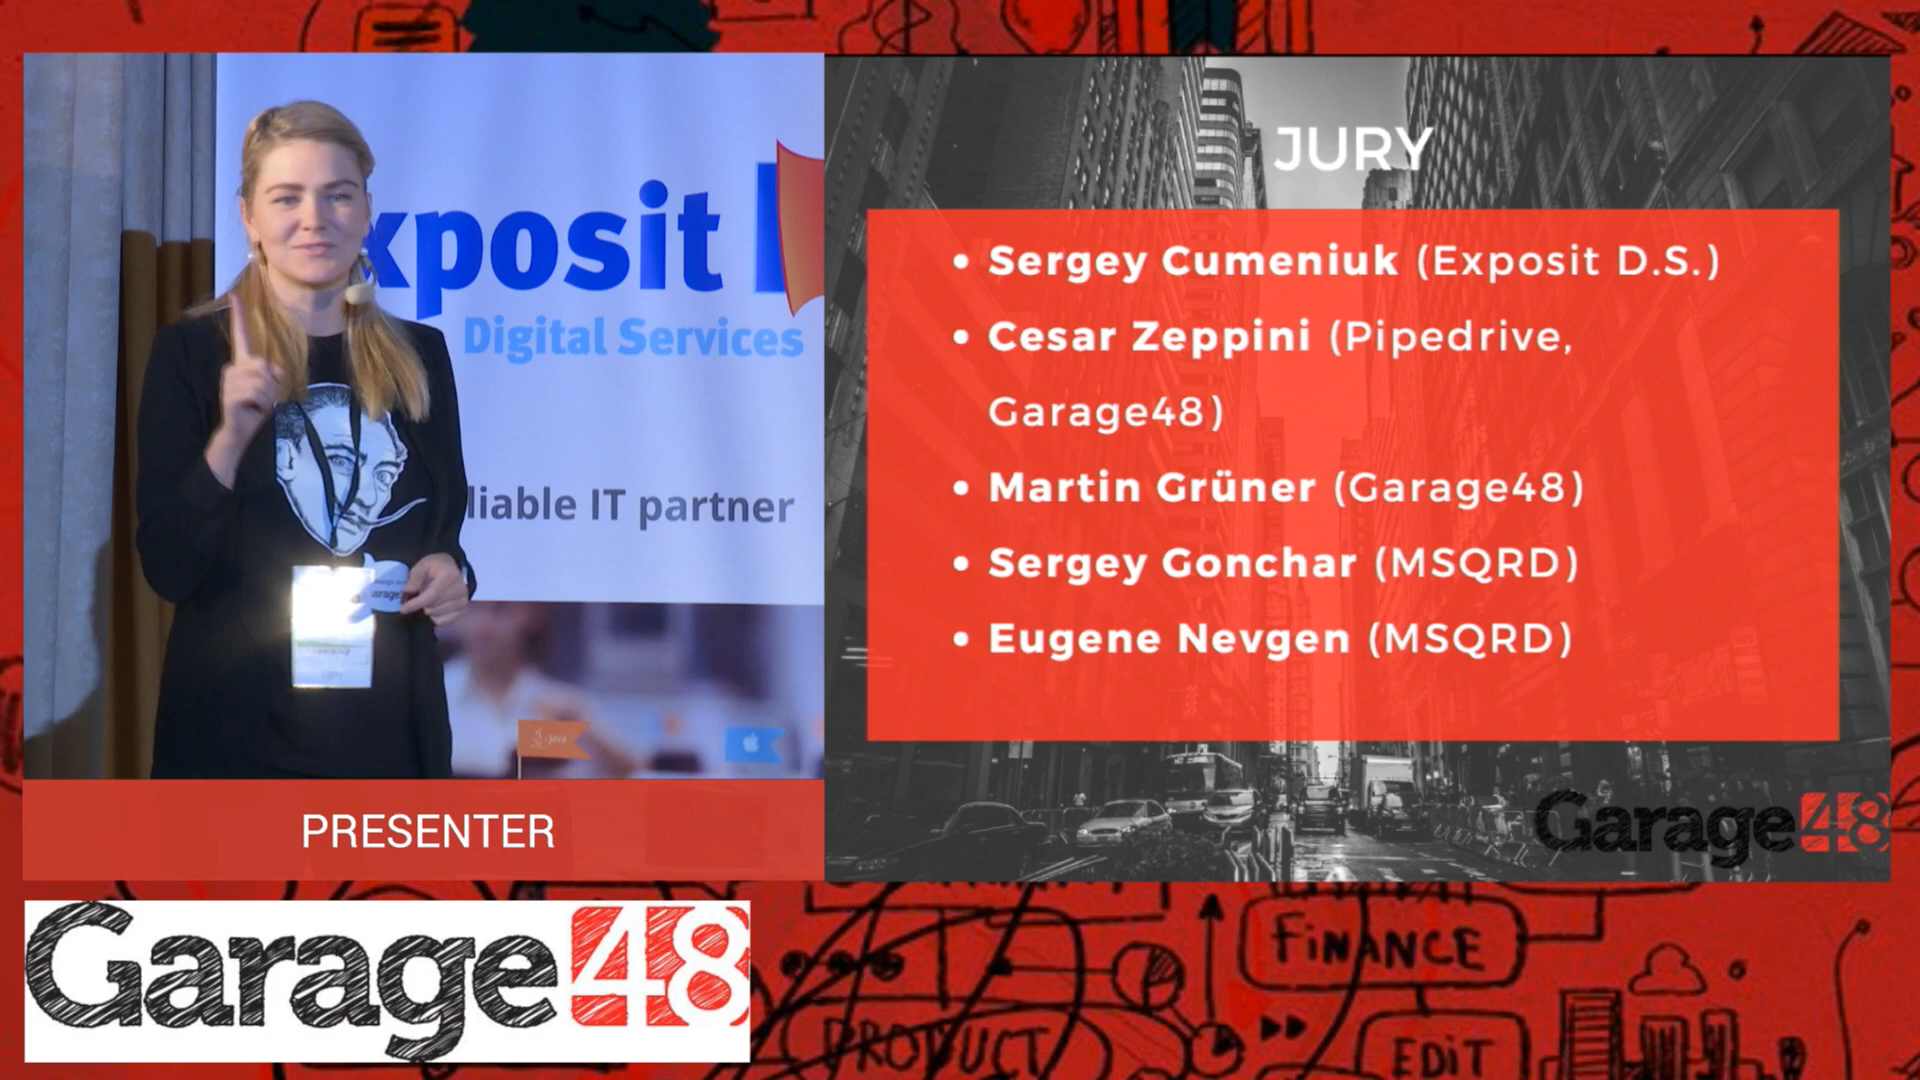 xposit
Digital Services
liable IT partner
Java
PRESENTER
Garage48
JURY
• Sergey Cumeniuk (Exposit D.S.)
• Cesar Zeppini (Pipedrive,
Garage48)
• Martin Grüner (Garage48)
• Sergey Gonchar (MSQRD)
• Eugene Nevgen (MSQRD)
Garage48
FiNANCE
PRODUCT
EDiT